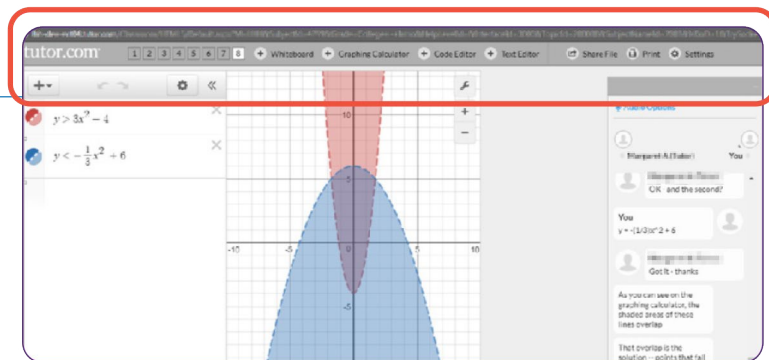 tutor.com 1 2 3 4 5 6 7 8 + Whiteboard + Graphing Calculator + Code Editor + Text Editor Share File Print Settings
+ «
y > 3x² − 4
y < −1/3x² + 6
10
5
-10 -5 0 5 10
-5
+
−
You
OK - and the second?
You
y = -(1/3)x^2 + 6
Got it - thanks
As you can see on the
graphing calculator, the
shaded areas of these
lines overlap
That overlap is the
solution -- points that fall